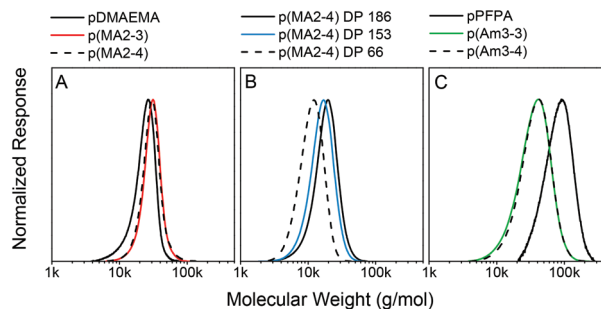 pDMAEMA
p(MA2-3)
p(MA2-4)
p(MA2-4) DP 186
p(MA2-4) DP 153
p(MA2-4) DP 66
pPFPA
p(Am3-3)
p(Am3-4)
Normalized Response
A
B
C
1k 10k 100k
1k 10k 100k
1k 10k 100k
Molecular Weight (g/mol)